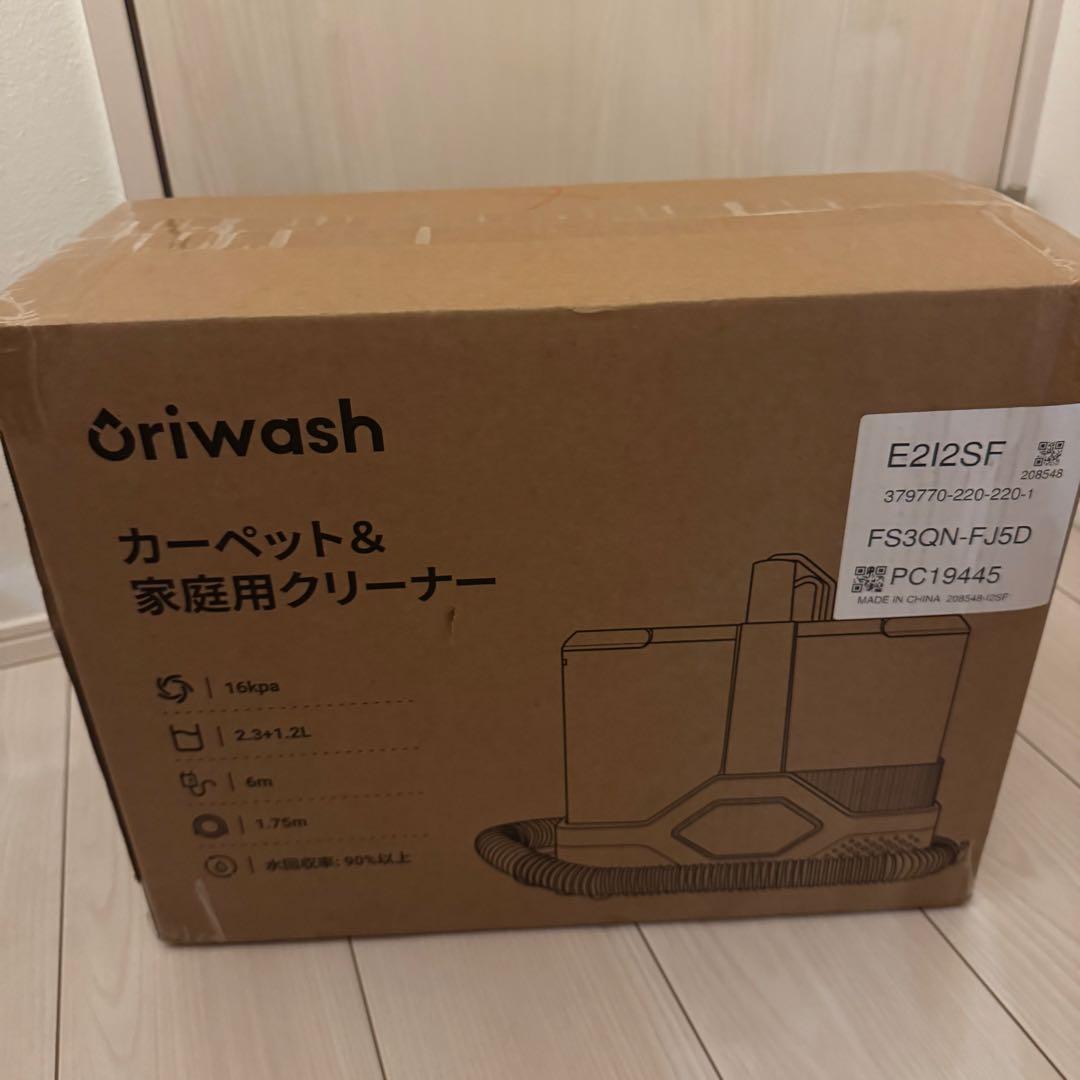 Oriwash
カーペット&
家庭用クリーナー
16kpa
2.3+1.2L
6m
1.75m
水回収率: 90%以上
E2I2SF
208548
379770-220-220-1
FS3QN-FJ5D
PC19445
MADE IN CHINA 208548-I2SF